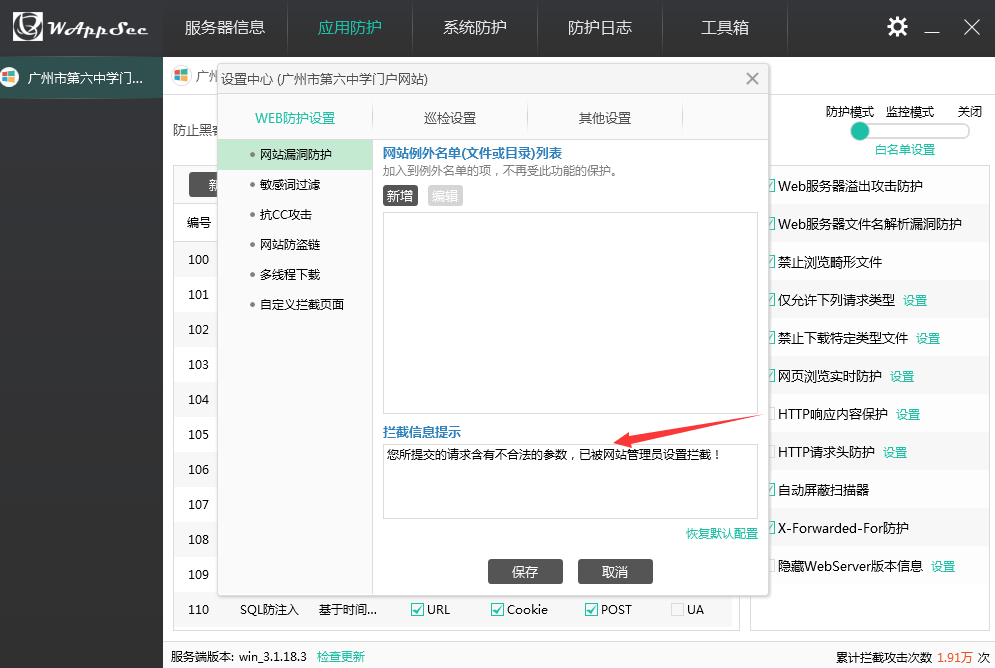 WAppSec
服务器信息
应用防护
系统防护
防护日志
工具箱
广州市第六中学门...
广州
设置中心 (广州市第六中学门户网站)
WEB防护设置
巡检设置
其他设置
网站漏洞防护
敏感词过滤
抗CC攻击
网站防盗链
多线程下载
自定义拦截页面
网站例外名单(文件或目录)列表
加入到例外名单的项，不再受此功能的保护。
新增 编辑
拦截信息提示
您所提交的请求含有不合法的参数，已被网站管理员设置拦截！
恢复默认配置
保存 取消
防止黑客
编号
100
101
102
103
104
105
106
107
108
109
110 SQL防注入 基于时间... URL Cookie POST UA
防护模式 监控模式 关闭
白名单设置
Web服务器溢出攻击防护
Web服务器文件名解析漏洞防护
禁止浏览畸形文件
仅允许下列请求类型 设置
禁止下载特定类型文件 设置
网页浏览实时防护 设置
HTTP响应内容保护 设置
HTTP请求头防护 设置
自动屏蔽扫描器
X-Forwarded-For防护
隐藏WebServer版本信息 设置
服务端版本: win_3.1.18.3 检查更新
累计拦截攻击次数 1.91万 次